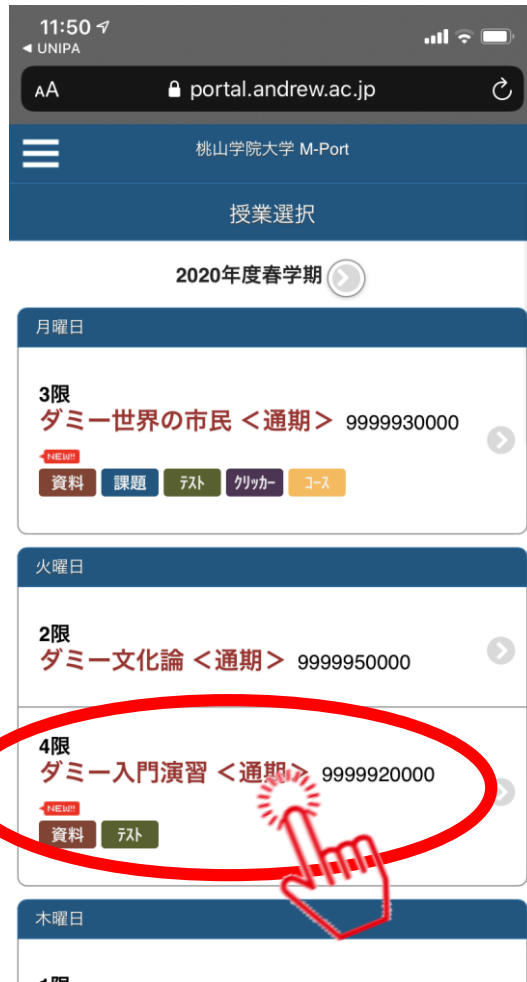 11:50
◀ UNIPA
AA portal.andrew.ac.jp
桃山学院大学 M-Port
授業選択
2020年度春学期
月曜日
3限
ダミー世界の市民 ＜通期＞ 9999930000
NEW!!
資料 課題 ﾃｽﾄ ｸﾘｯｶｰ ｺｰｽ
火曜日
2限
ダミー文化論 ＜通期＞ 9999950000
4限
ダミー入門演習 ＜通期＞ 9999920000
NEW!!
資料 ﾃｽﾄ
木曜日
1限